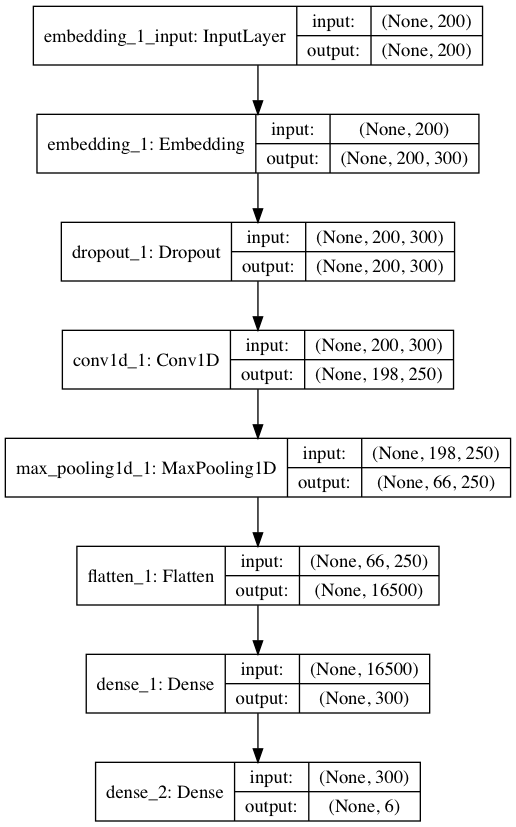 embedding_1_input: InputLayer
input: (None, 200)
output: (None, 200)
embedding_1: Embedding
input: (None, 200)
output: (None, 200, 300)
dropout_1: Dropout
input: (None, 200, 300)
output: (None, 200, 300)
conv1d_1: Conv1D
input: (None, 200, 300)
output: (None, 198, 250)
max_pooling1d_1: MaxPooling1D
input: (None, 198, 250)
output: (None, 66, 250)
flatten_1: Flatten
input: (None, 66, 250)
output: (None, 16500)
dense_1: Dense
input: (None, 16500)
output: (None, 300)
dense_2: Dense
input: (None, 300)
output: (None, 6)